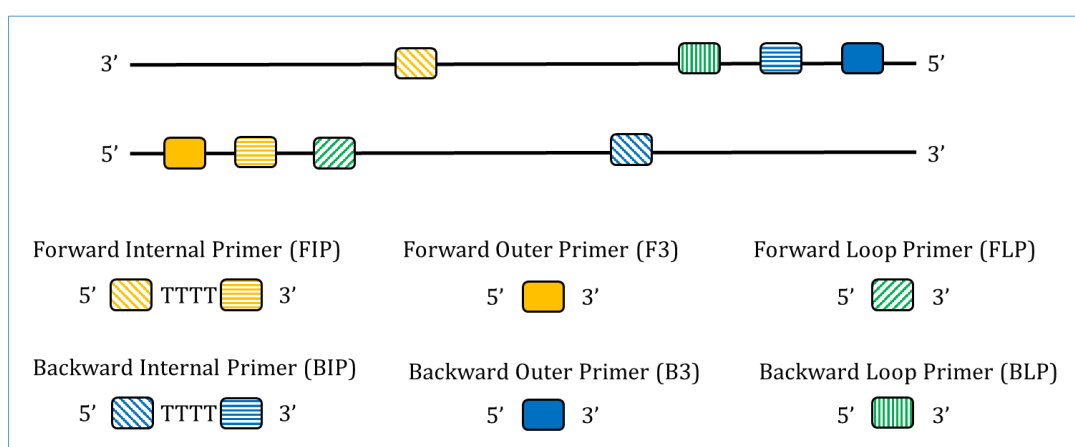 3’ 5’
5’ 3’
Forward Internal Primer (FIP) Forward Outer Primer (F3) Forward Loop Primer (FLP)
5’ TTTT 3’ 5’ 3’ 5’ 3’
Backward Internal Primer (BIP) Backward Outer Primer (B3) Backward Loop Primer (BLP)
5’ TTTT 3’ 5’ 3’ 5’ 3’